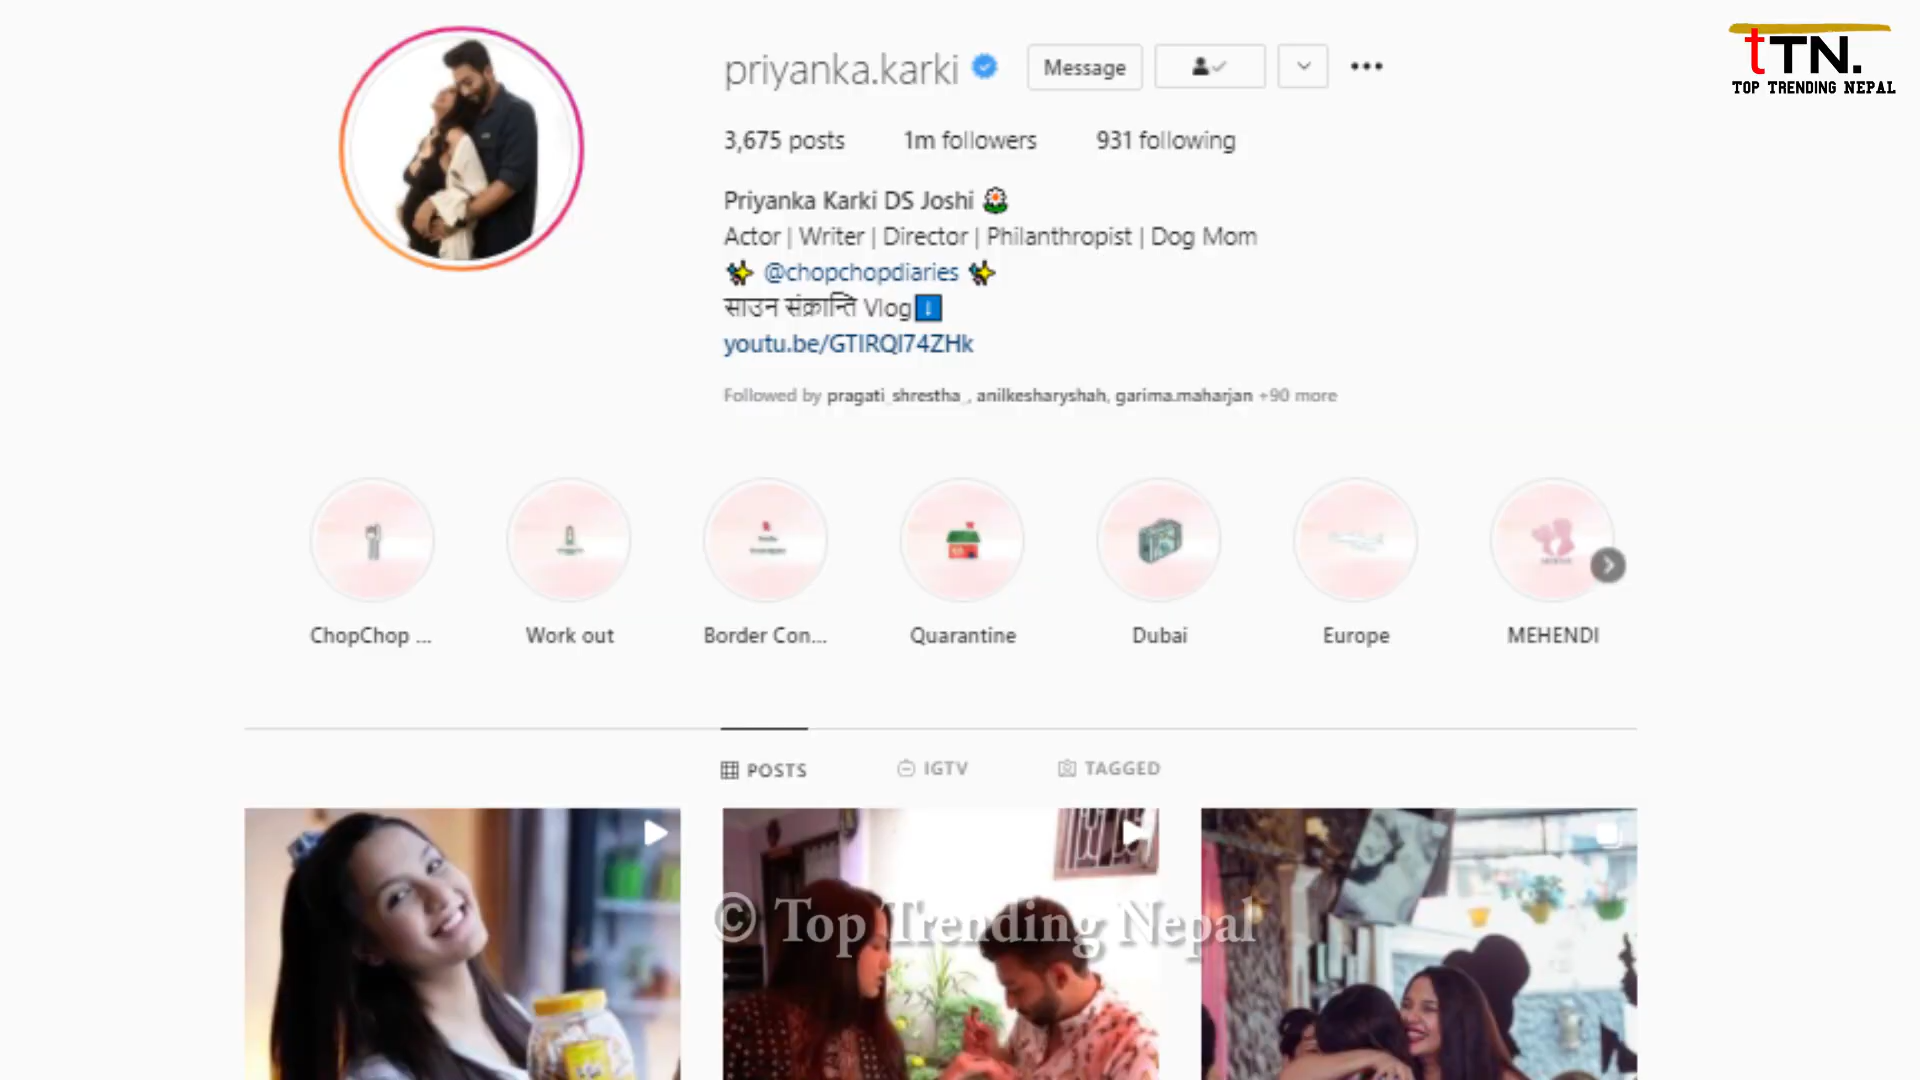 tTN.
TOP TRENDING NEPAL
priyanka.karki
Message
3,675 posts 1m followers 931 following
Priyanka Karki DS Joshi
Actor | Writer | Director | Philanthropist | Dog Mom
@chopchopdiaries
साउन संक्रान्ति Vlog
youtu.be/GTIRQI74ZHk
Followed by pragati_shrestha_, anilkesharyshah, garima.maharjan +90 more
ChopChop ... Work out Border Con... Quarantine Dubai Europe MEHENDI
POSTS IGTV TAGGED
© Top Trending Nepal